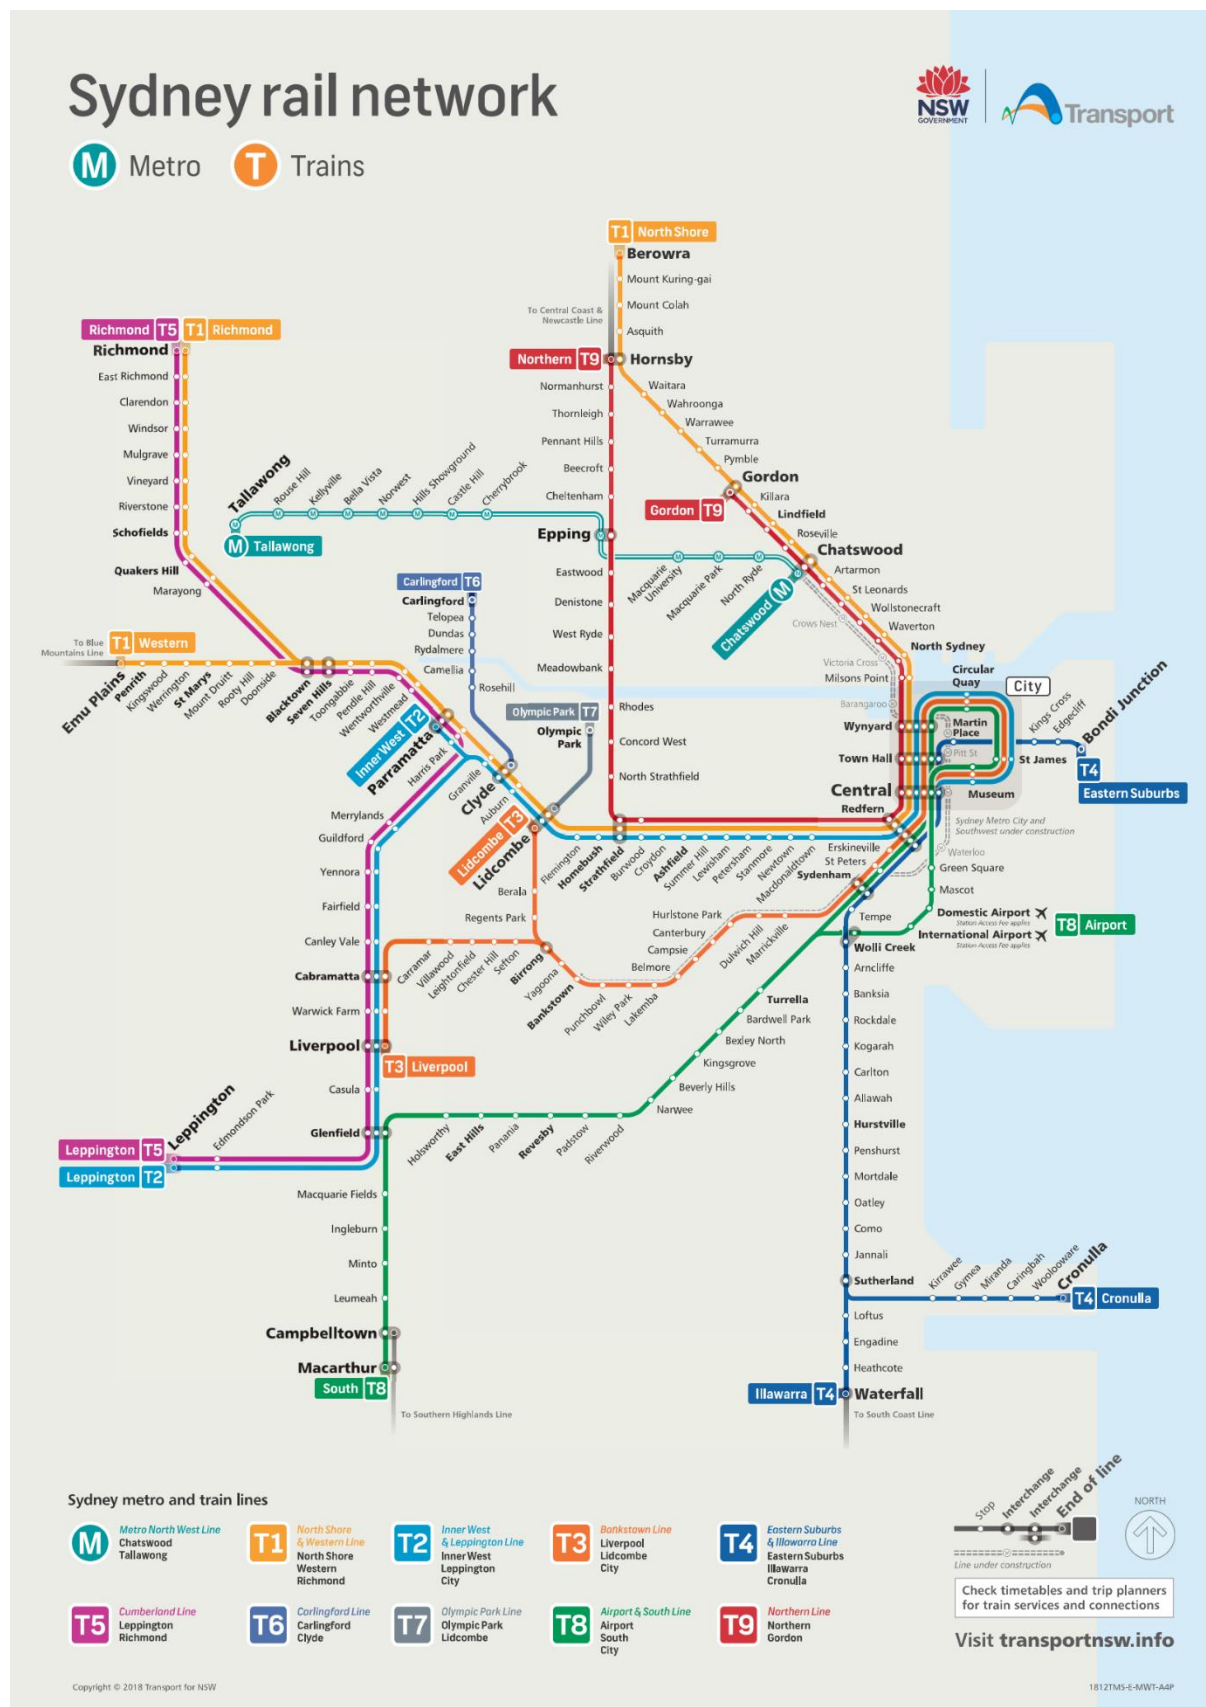 Sydney rail network
M Metro T Trains
NSW
GOVERNMENT
Transport
T1 North Shore
Berowra
Mount Kuring-gai
Mount Colah
Asquith
To Central Coast &
Newcastle Line
Northern T9
Hornsby
Richmond T5 T1 Richmond
Richmond
East Richmond
Clarendon
Windsor
Mulgrave
Vineyard
Riverstone
Schofields
Quakers Hill
Marayong
Normanhurst
Thornleigh
Pennant Hills
Beecroft
Cheltenham
Epping
Eastwood
Denistone
West Ryde
Meadowbank
Rhodes
Concord West
North Strathfield
Waitara
Wahroonga
Warrawee
Turramurra
Pymble
Gordon
Gordon T9
Killara
Lindfield
Roseville
Chatswood
Artarmon
St Leonards
Wollstonecraft
Waverton
North Sydney
Milsons Point
Tallawong
M Tallawong
Rouse Hill
Kellyville
Bella Vista
Norwest
Hills Showground
Castle Hill
Cherrybrook
Macquarie
University
Macquarie Park
North Ryde
Chatswood M
Crows Nest
Victoria Cross
Barangaroo
Carlingford T6
Carlingford
Telopea
Dundas
Rydalmere
Camellia
Rosehill
Olympic Park T7
Olympic
Park
To Blue
Mountains Line
T1 Western
Emu Plains
Penrith
Kingswood
Werrington
St Marys
Mount Druitt
Rooty Hill
Doonside
Blacktown
Seven Hills
Toongabbie
Pendle Hill
Wentworthville
Westmead
Inner West T2
Parramatta
Harris Park
Granville
Clyde
Auburn
Lidcombe T3
Lidcombe
Flemington
Homebush
Strathfield
Burwood
Croydon
Ashfield
Summer Hill
Lewisham
Petersham
Stanmore
Newtown
Macdonaldtown
Redfern
Central
Town Hall
Wynyard
Circular
Quay
City
Martin
Place
Pitt St
St James
Museum
Kings Cross
Edgecliff
Bondi Junction
T4
Eastern Suburbs
Sydney Metro City and
Southwest under construction
Waterloo
Erskineville
St Peters
Sydenham
Green Square
Mascot
Domestic Airport
Station Access Fee applies
International Airport
Station Access Fee applies
T8 Airport
Merrylands
Guildford
Yennora
Fairfield
Canley Vale
Cabramatta
Warwick Farm
Liverpool
T3 Liverpool
Casula
Glenfield
Berala
Regents Park
Carramar
Villawood
Leightonfield
Chester Hill
Sefton
Birrong
Yagoona
Bankstown
Punchbowl
Wiley Park
Lakemba
Belmore
Campsie
Canterbury
Hurlstone Park
Dulwich Hill
Marrickville
Tempe
Wolli Creek
Arncliffe
Banksia
Rockdale
Kogarah
Carlton
Allawah
Hurstville
Penshurst
Mortdale
Oatley
Como
Jannali
Sutherland
Loftus
Engadine
Heathcote
Illawarra T4
Waterfall
To South Coast Line
Kirrawee
Gymea
Miranda
Caringbah
Woolooware
Cronulla
T4 Cronulla
Turrella
Bardwell Park
Bexley North
Kingsgrove
Beverly Hills
Narwee
Riverwood
Padstow
Revesby
Panania
East Hills
Holsworthy
Leppington
Edmondson Park
Leppington T5
Leppington T2
Macquarie Fields
Ingleburn
Minto
Leumeah
Campbelltown
Macarthur
South T8
To Southern Highlands Line
Sydney metro and train lines
M
Metro North West Line
Chatswood
Tallawong
T1
North Shore
& Western Line
North Shore
Western
Richmond
T2
Inner West
& Leppington Line
Inner West
Leppington
City
T3
Bankstown Line
Liverpool
Lidcombe
City
T4
Eastern Suburbs
& Illawarra Line
Eastern Suburbs
Illawarra
Cronulla
T5
Cumberland Line
Leppington
Richmond
T6
Carlingford Line
Carlingford
Clyde
T7
Olympic Park Line
Olympic Park
Lidcombe
T8
Airport & South Line
Airport
South
City
T9
Northern Line
Northern
Gordon
Stop
Interchange
Interchange
End of line
Line under construction
NORTH
Check timetables and trip planners
for train services and connections
Visit transportnsw.info
Copyright © 2018 Transport for NSW
1812TMS-E-MWT-A4P